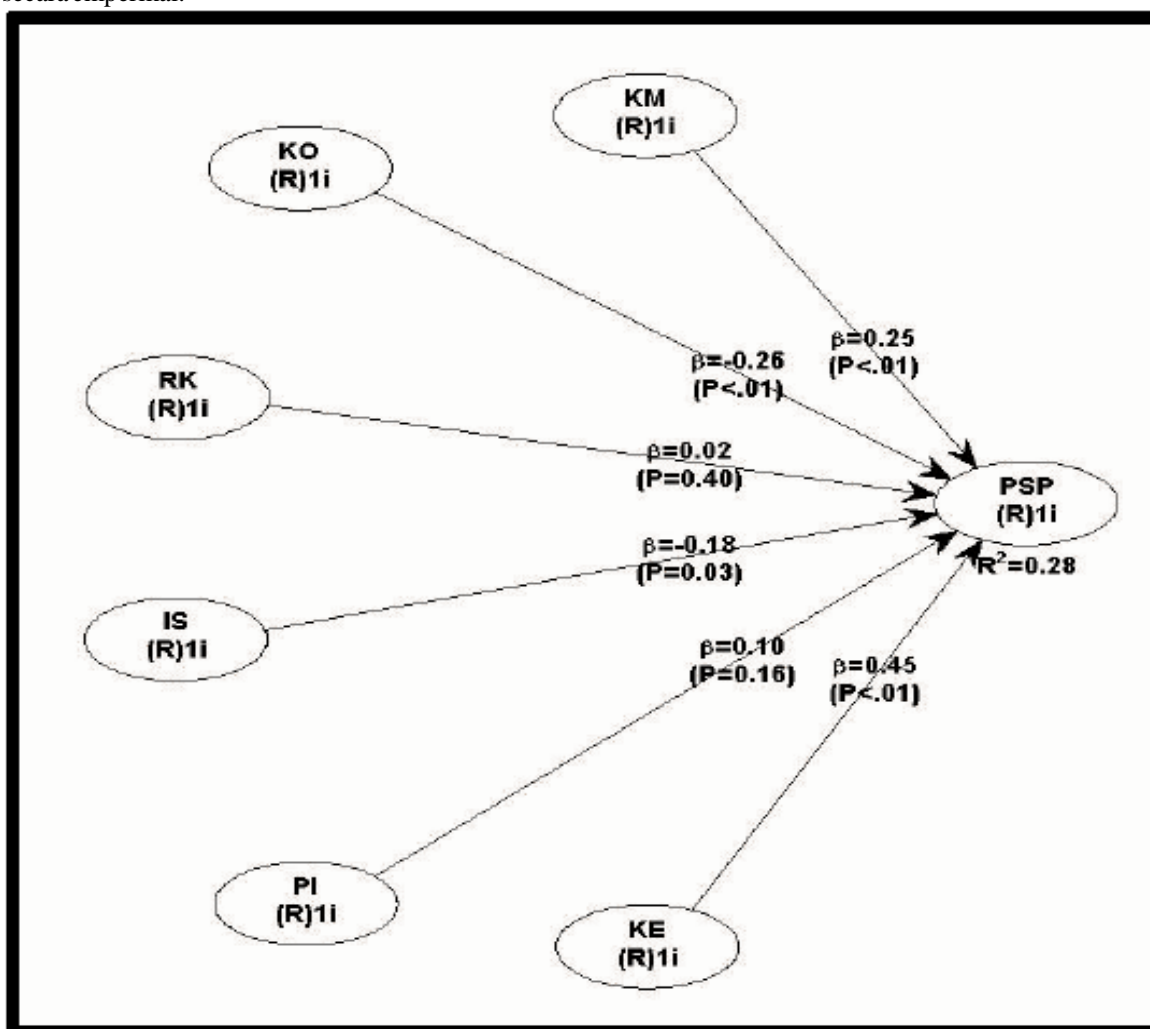 KM
(R)1i
KO
(R)1i
β=0.25
(P<.01)
β=-0.26
(P<.01)
RK
(R)1i
β=0.02
(P=0.40)
PSP
(R)1i
R²=0.28
β=-0.18
(P=0.03)
IS
(R)1i
β=0.10
(P=0.16)
β=0.45
(P<.01)
PI
(R)1i
KE
(R)1i